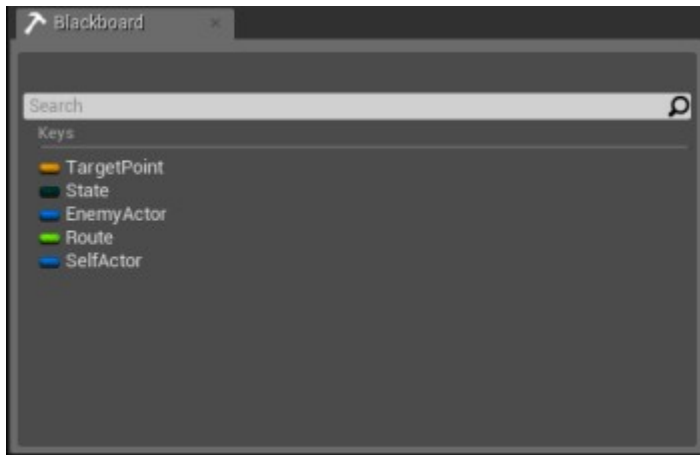 Blackboard
Search
Keys
TargetPoint
State
EnemyActor
Route
SelfActor